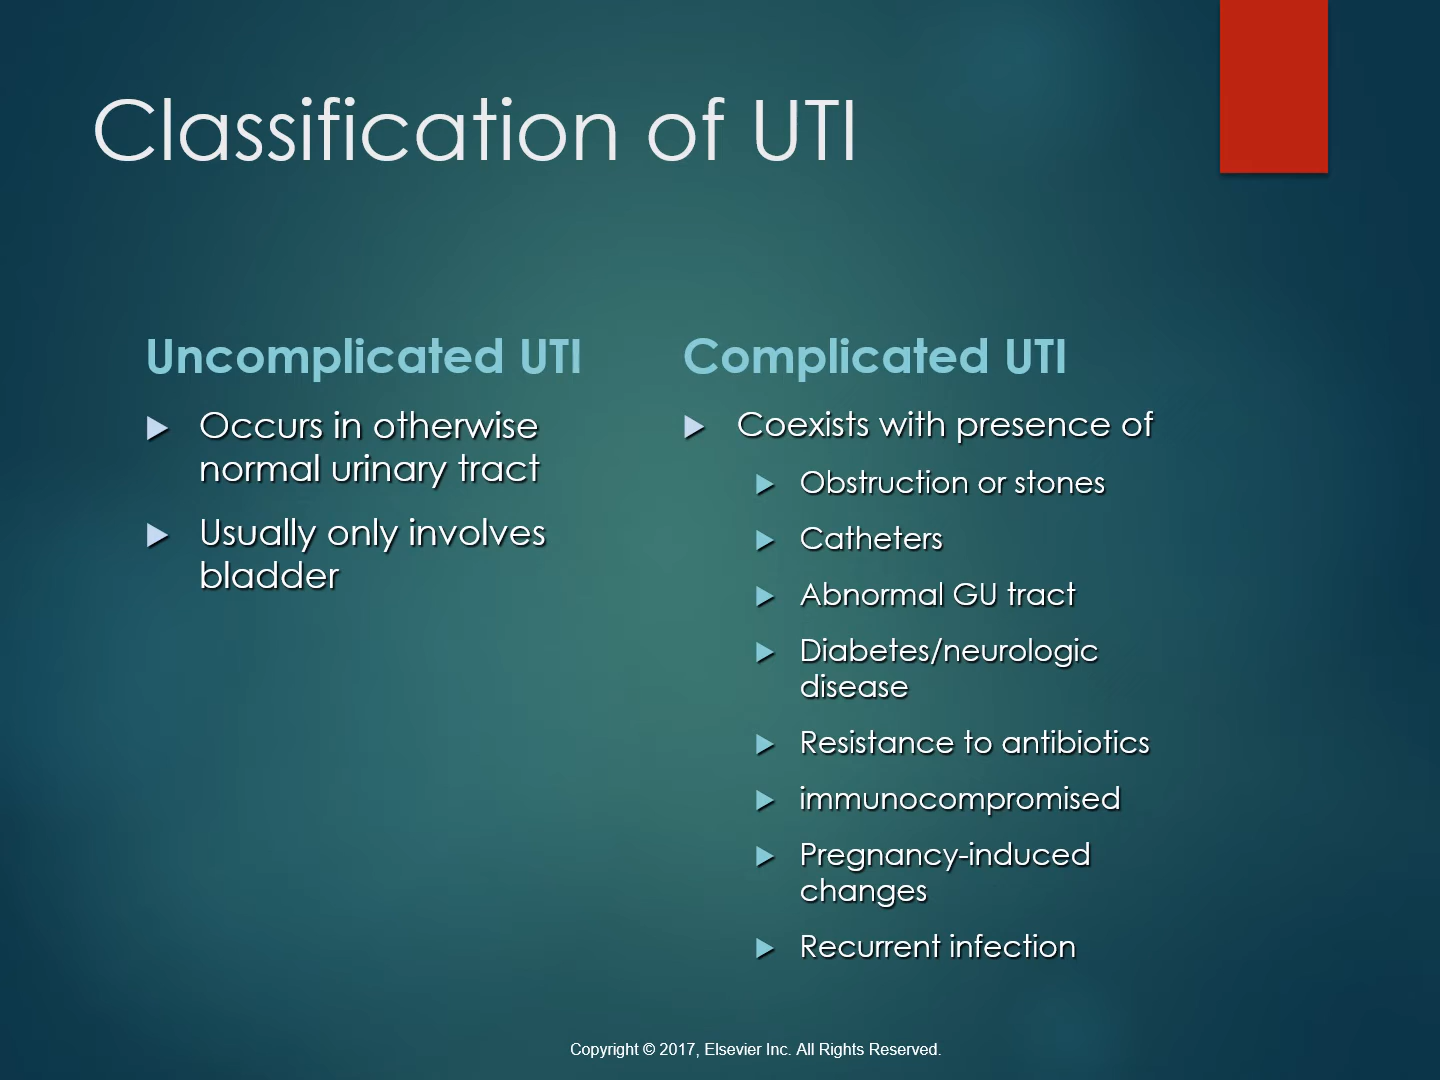 Classification of UTI
Uncomplicated UTI
Occurs in otherwise
normal urinary tract
Usually only involves
bladder
Complicated UTI
Coexists with presence of
Obstruction or stones
Catheters
Abnormal GU tract
Diabetes/neurologic
disease
Resistance to antibiotics
immunocompromised
Pregnancy-induced
changes
Recurrent infection
Copyright © 2017, Elsevier Inc. All Rights Reserved.